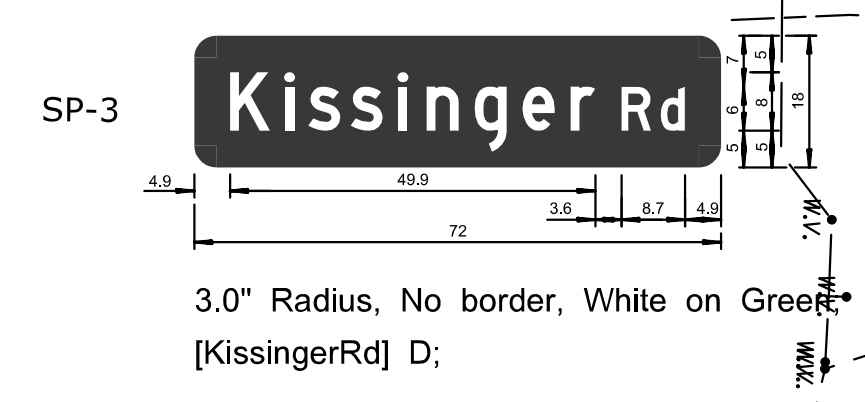 Kissinger Rd
SP-3
7
5
6
8
18
5
5
4.9
49.9
3.6
8.7
4.9
72
W.V.
3.0" Radius, No border, White on Green,
[KissingerRd] D;